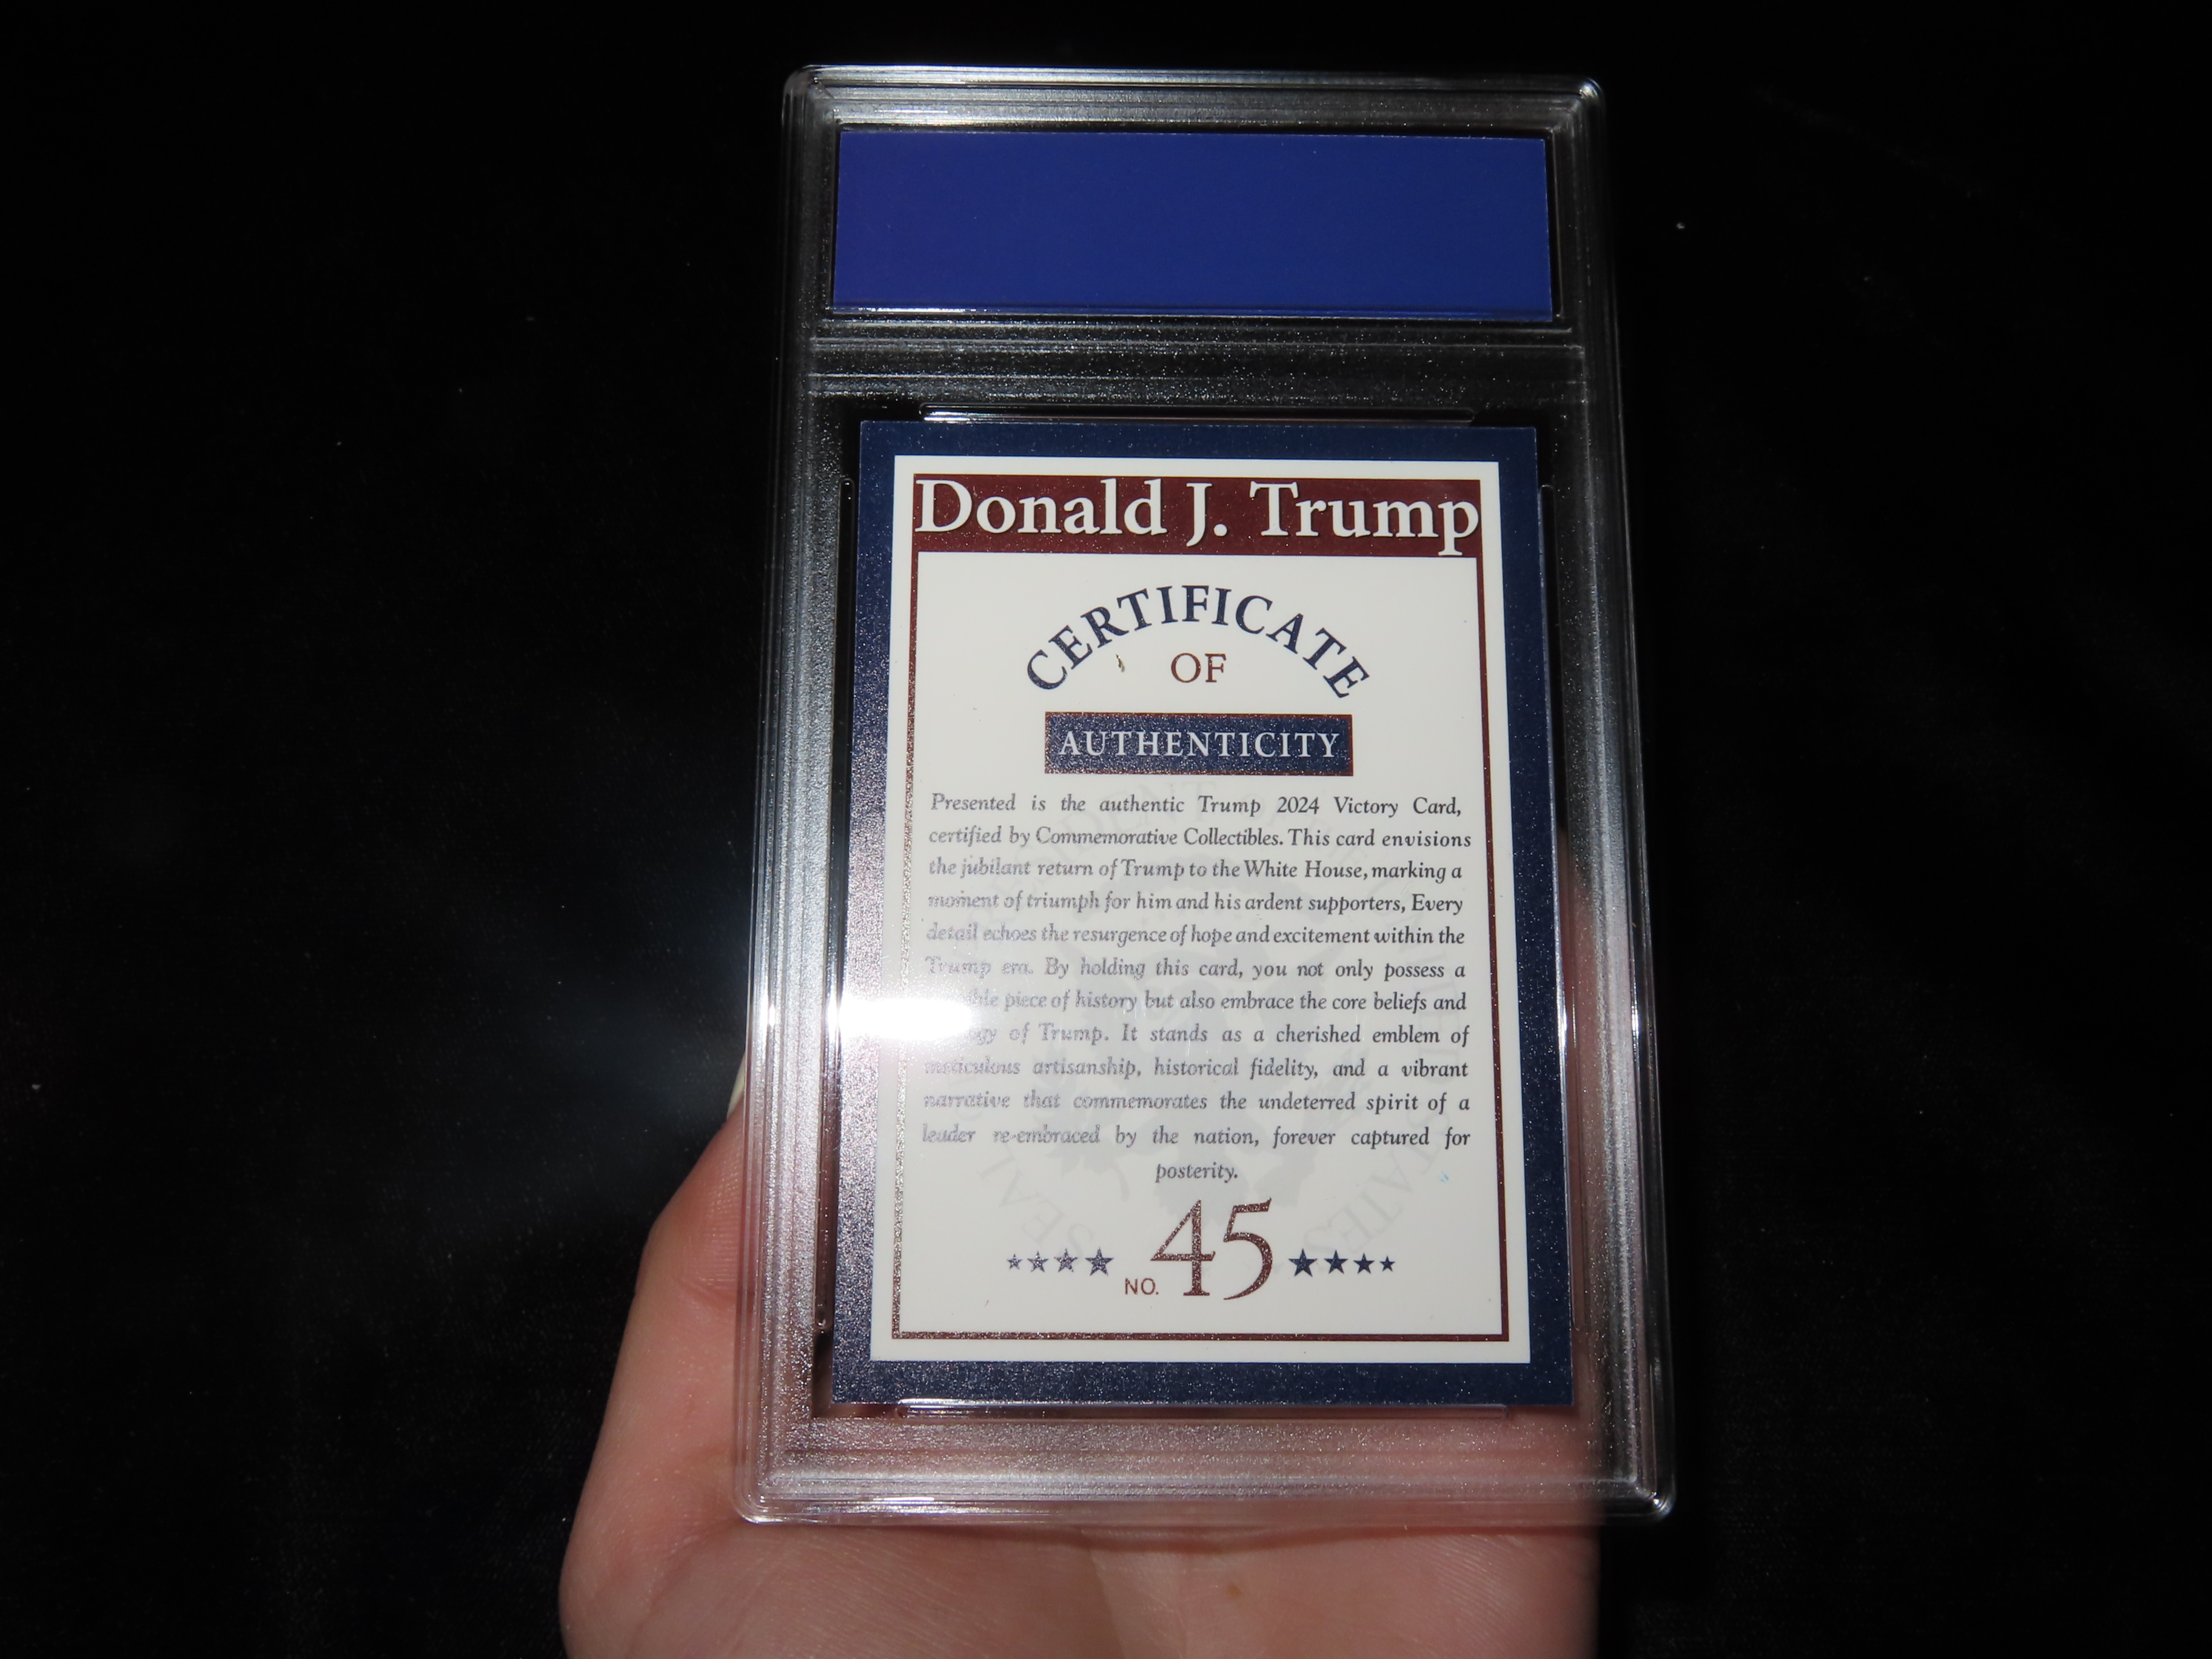 Donald J. Trump
CERTIFICATE
OF
AUTHENTICITY
Presented is the authentic Trump 2024 Victory Card,
certified by Commemorative Collectibles. This card envisions
the jubilant return of Trump to the White House, marking a
moment of triumph for him and his ardent supporters, Every
detail echoes the resurgence of hope and excitement within the
Trump era. By holding this card, you not only possess a
piece of history but also embrace the core beliefs and
of Trump. It stands as a cherished emblem of
meticulous artisanship, historical fidelity, and a vibrant
narrative that commemorates the undeterred spirit of a
leader re-embraced by the nation, forever captured for
posterity.
NO. 45